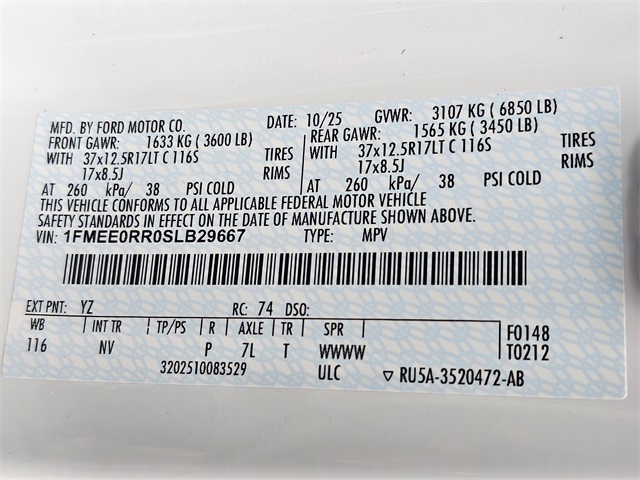 MFD. BY FORD MOTOR CO. DATE: 10/25 GVWR: 3107 KG ( 6850 LB)
FRONT GAWR: 1633 KG ( 3600 LB) REAR GAWR: 1565 KG ( 3450 LB)
WITH 37x12.5R17LT C 116S TIRES WITH 37x12.5R17LT C 116S TIRES
17x8.5J RIMS 17x8.5J RIMS
AT 260 kPa/ 38 PSI COLD AT 260 kPa/ 38 PSI COLD
THIS VEHICLE CONFORMS TO ALL APPLICABLE FEDERAL MOTOR VEHICLE
SAFETY STANDARDS IN EFFECT ON THE DATE OF MANUFACTURE SHOWN ABOVE.
VIN: 1FMEE0RR0SLB29667 TYPE: MPV
EXT PNT: YZ RC: 74 DSO:
WB INT TR TP/PS R AXLE TR SPR F0148
116 NV P 7L T WWWW T0212
3202510083529 ULC ▽ RU5A-3520472-AB